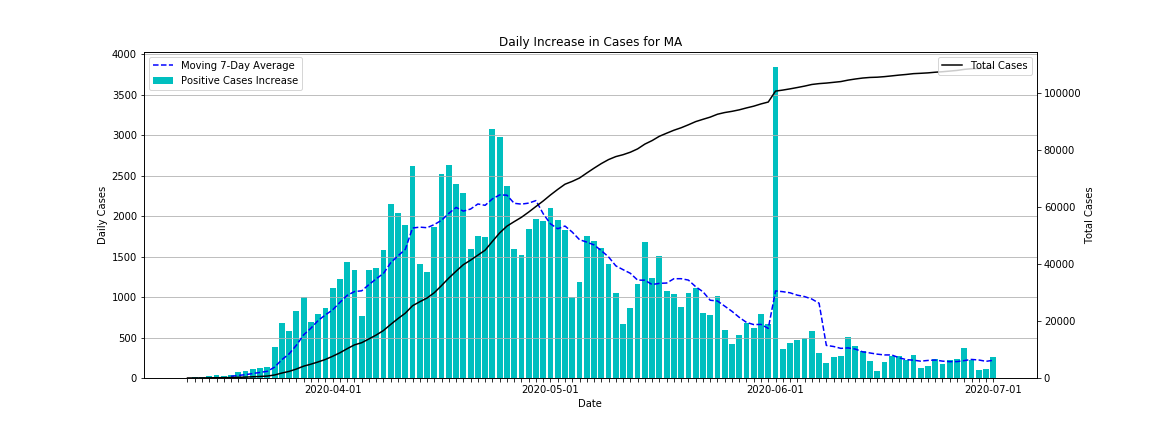 Daily Increase in Cases for MA
Moving 7-Day Average
Positive Cases Increase
Total Cases
4000
3500
3000
2500
2000
1500
1000
500
0
Daily Cases
100000
80000
60000
40000
20000
0
Total Cases
2020-04-01
2020-05-01
2020-06-01
2020-07-01
Date